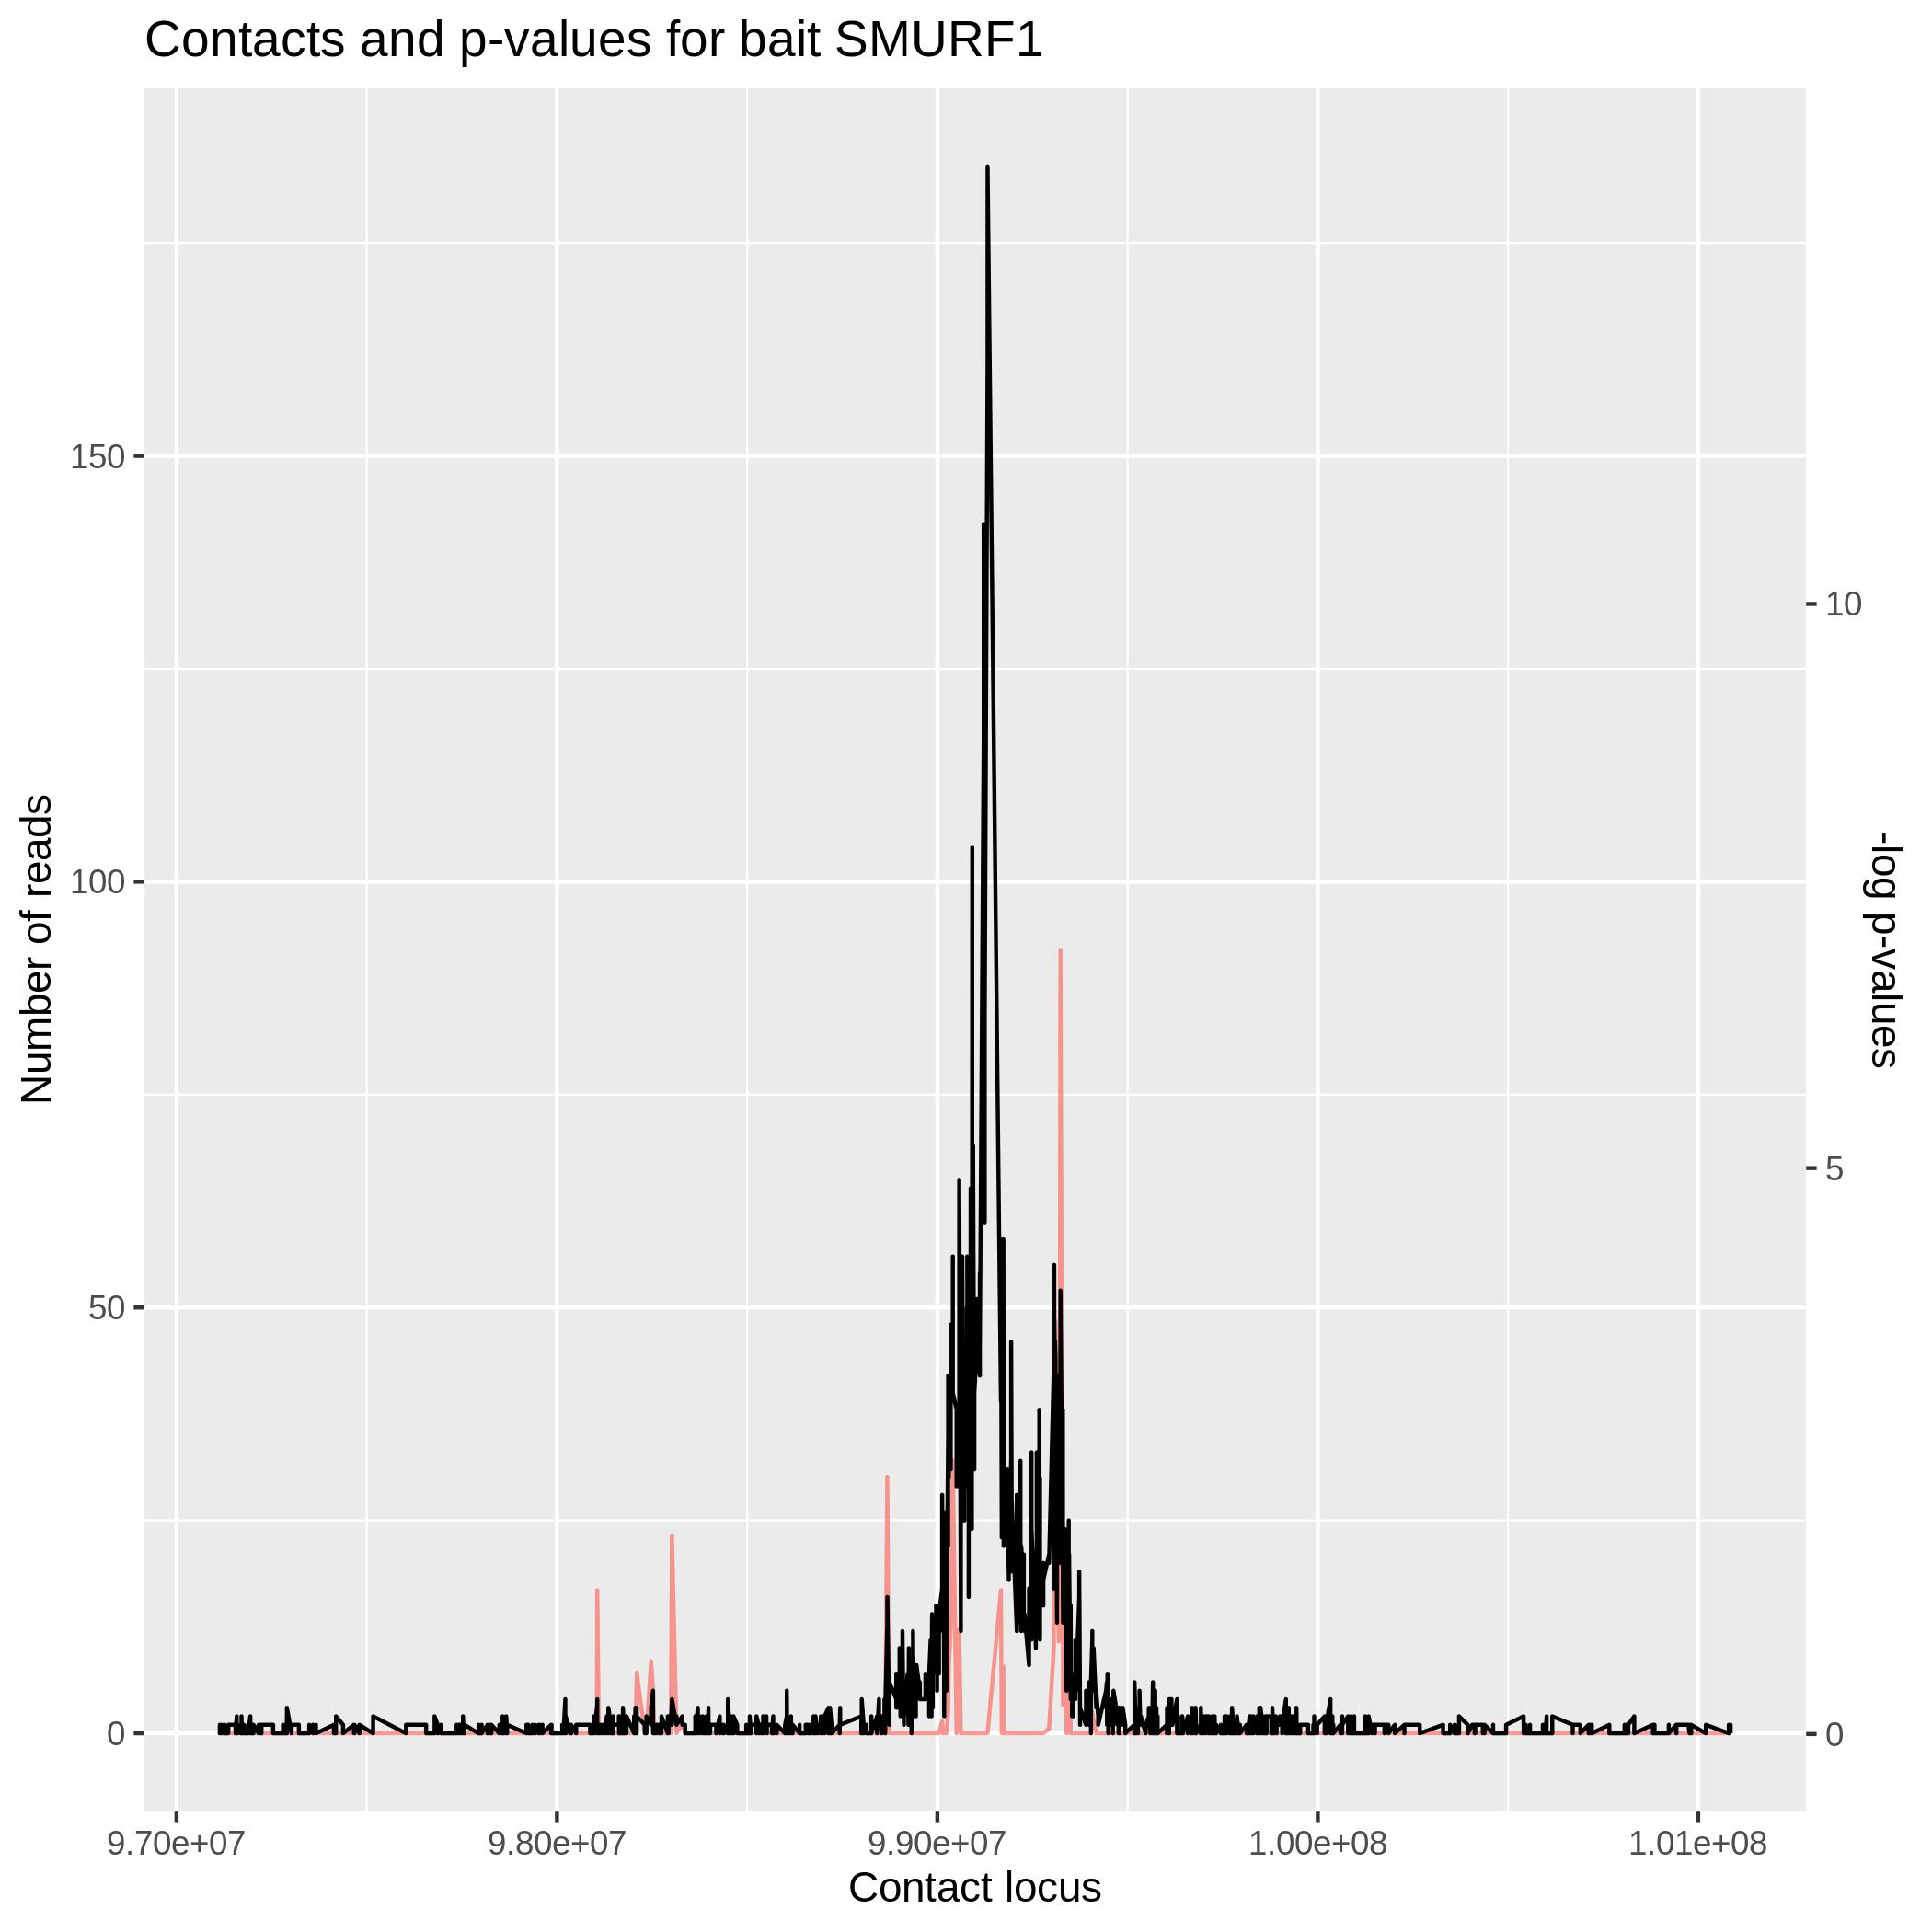 Contacts and p-values for bait SMURF1
150
100
50
0
Number of reads
10
5
0
-log p-values
9.70e+07 9.80e+07 9.90e+07 1.00e+08 1.01e+08
Contact locus